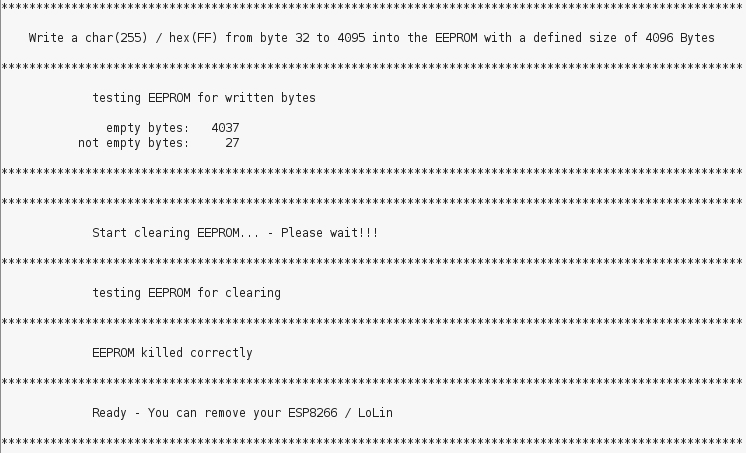 **********************************************************************************************************
Write a char(255) / hex(FF) from byte 32 to 4095 into the EEPROM with a defined size of 4096 Bytes
**********************************************************************************************************
testing EEPROM for written bytes
empty bytes:   4037
not empty bytes:     27
**********************************************************************************************************
**********************************************************************************************************
Start clearing EEPROM... - Please wait!!!
**********************************************************************************************************
testing EEPROM for clearing
**********************************************************************************************************
EEPROM killed correctly
**********************************************************************************************************
Ready - You can remove your ESP8266 / LoLin
**********************************************************************************************************